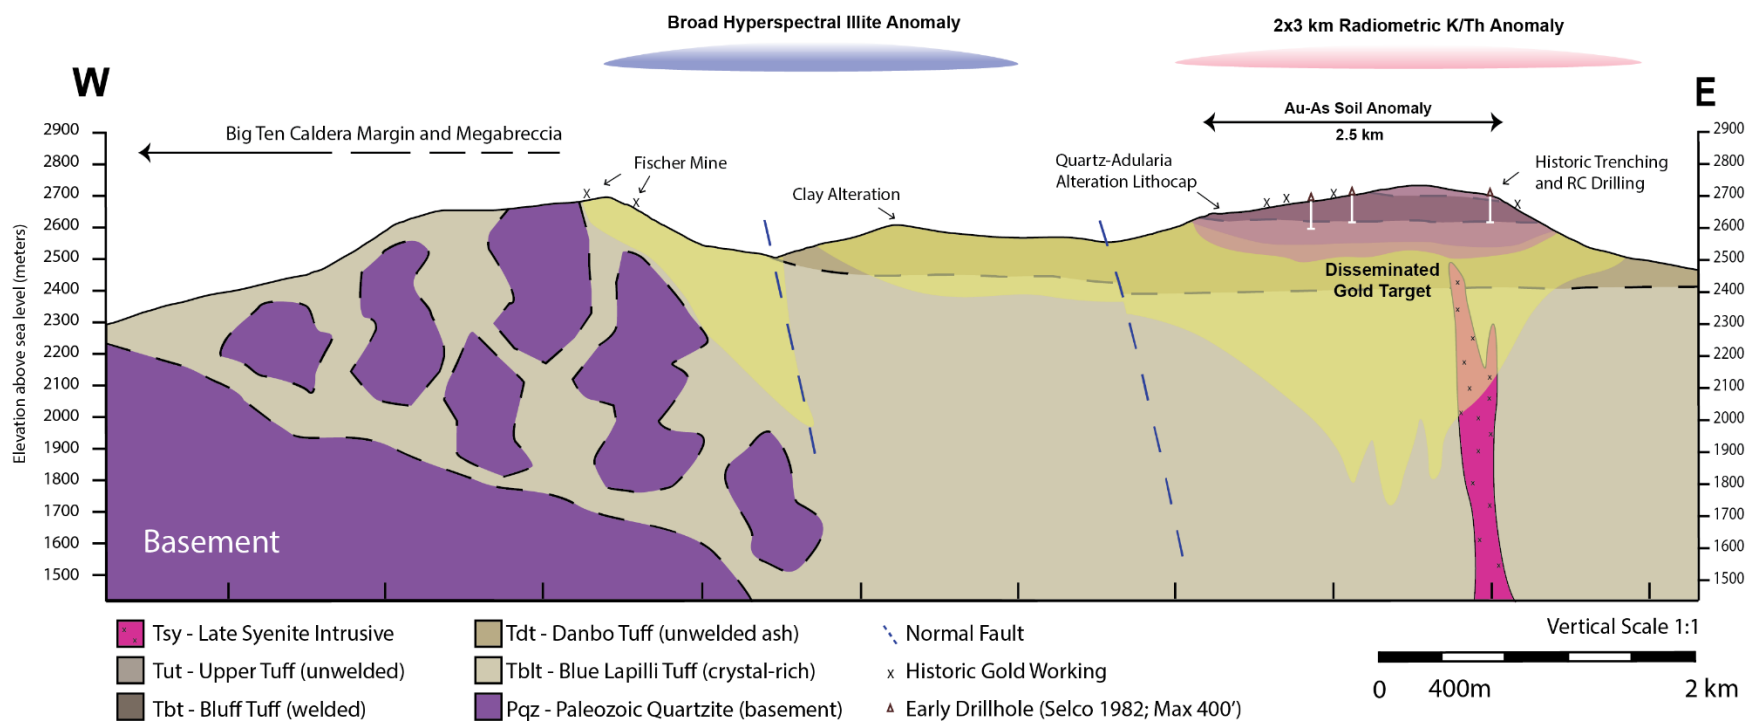 Broad Hyperspectral Illite Anomaly
2x3 km Radiometric K/Th Anomaly
W
E
Au-As Soil Anomaly
2.5 km
Big Ten Caldera Margin and Megabreccia
Fischer Mine
Clay Alteration
Quartz-Adularia
Alteration Lithocap
Historic Trenching
and RC Drilling
Elevation above sea level (meters)
2900
2800
2700
2600
2500
2400
2300
2200
2100
2000
1900
1800
1700
1600
1500
2900
2800
2700
2600
2500
2400
2300
2200
2100
2000
1900
1800
1700
1600
1500
Disseminated
Gold Target
Basement
Tsy - Late Syenite Intrusive
Tut - Upper Tuff (unwelded)
Tbt - Bluff Tuff (welded)
Tdt - Danbo Tuff (unwelded ash)
Tblt - Blue Lapilli Tuff (crystal-rich)
Pqz - Paleozoic Quartzite (basement)
Normal Fault
x Historic Gold Working
Early Drillhole (Selco 1982; Max 400')
Vertical Scale 1:1
0 400m 2 km